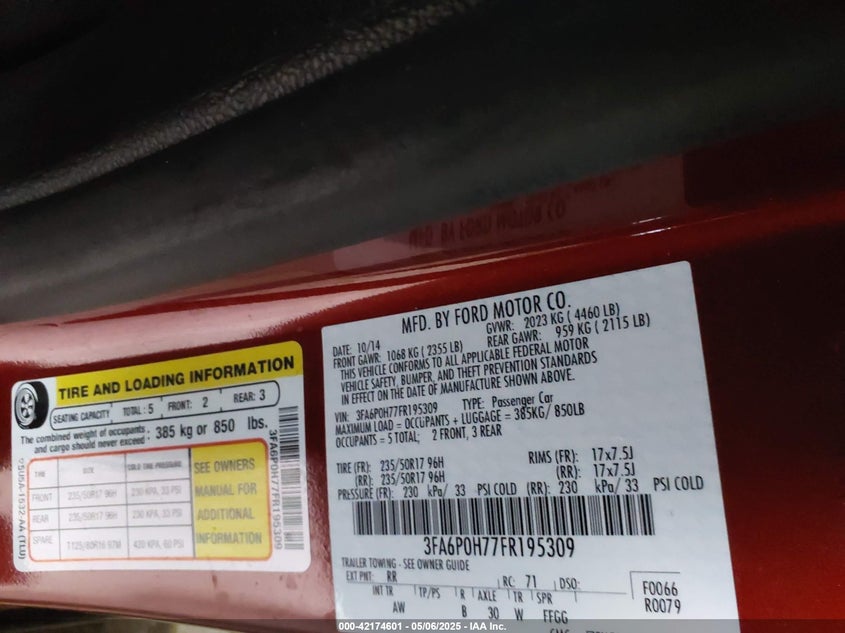 TIRE AND LOADING INFORMATION
SEATING CAPACITY TOTAL: 5 FRONT: 2 REAR: 3
The combined weight of occupants and cargo should never exceed - 385 kg or 850 lbs.
TIRE SIZE COLD TIRE PRESSURE
FRONT 235/50R17 96H 230 KPA, 33 PSI
REAR 235/50R17 96H 230 KPA, 33 PSI
SPARE T125/80R16 97M 420 KPA, 60 PSI
SEE OWNERS
MANUAL FOR
ADDITIONAL
INFORMATION
3FA6P0H77FR195309
MFD. BY FORD MOTOR CO.
DATE: 10/14 GVWR: 2023 KG ( 4460 LB)
FRONT GAWR: 1068 KG ( 2355 LB) REAR GAWR: 959 KG ( 2115 LB)
THIS VEHICLE CONFORMS TO ALL APPLICABLE FEDERAL MOTOR
VEHICLE SAFETY, BUMPER, AND THEFT PREVENTION STANDARDS
IN EFFECT ON THE DATE OF MANUFACTURE SHOWN ABOVE.
VIN: 3FA6P0H77FR195309 TYPE: Passenger Car
MAXIMUM LOAD = OCCUPANTS + LUGGAGE = 385KG/ 850LB
OCCUPANTS = 5 TOTAL; 2 FRONT, 3 REAR
TIRE (FR): 235/50R17 96H RIMS (FR): 17x7.5J
(RR): 235/50R17 96H (RR): 17x7.5J
PRESSURE (FR): 230 kPa/ 33 PSI COLD (RR): 230 kPa/ 33 PSI COLD
3FA6P0H77FR195309
TRAILER TOWING - SEE OWNER GUIDE
EXT PNT: RR RC: 71 DSO: F0066
R0079
INT TR TP/PS R AXLE TR SPR
AW B 30 W FFGG
000-42174601 - 05/06/2025 - IAA Inc.